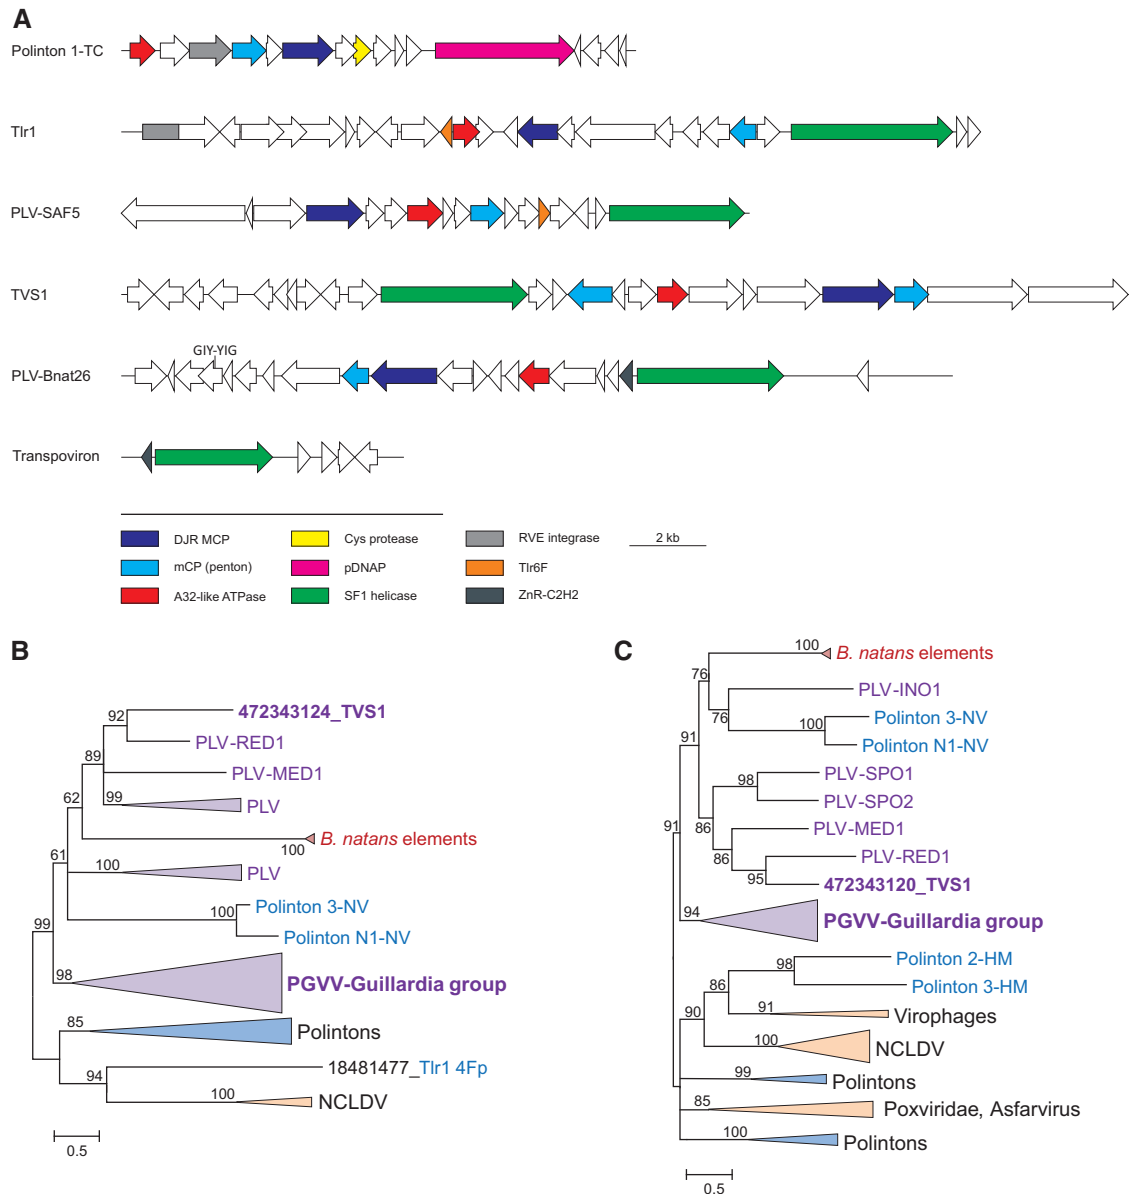 A
Polinton 1-TC
Tlr1
PLV-SAF5
TVS1
GIY-YIG
PLV-Bnat26
Transpoviron
DJR MCP
Cys protease
RVE integrase
2 kb
mCP (penton)
pDNAP
Tlr6F
A32-like ATPase
SF1 helicase
ZnR-C2H2
B
92
472343124_TVS1
PLV-RED1
89
PLV-MED1
62
99
PLV
100
B. natans elements
61
100
PLV
100
Polinton 3-NV
Polinton N1-NV
99
98
PGVV-Guillardia group
85
Polintons
94
18481477_Tlr1 4Fp
100
NCLDV
0.5
C
100
B. natans elements
76
PLV-INO1
76
100
Polinton 3-NV
Polinton N1-NV
91
98
PLV-SPO1
PLV-SPO2
86
PLV-MED1
86
PLV-RED1
95
472343120_TVS1
91
94
PGVV-Guillardia group
98
Polinton 2-HM
Polinton 3-HM
86
91
Virophages
90
100
NCLDV
99
Polintons
85
Poxviridae, Asfarvirus
100
Polintons
0.5